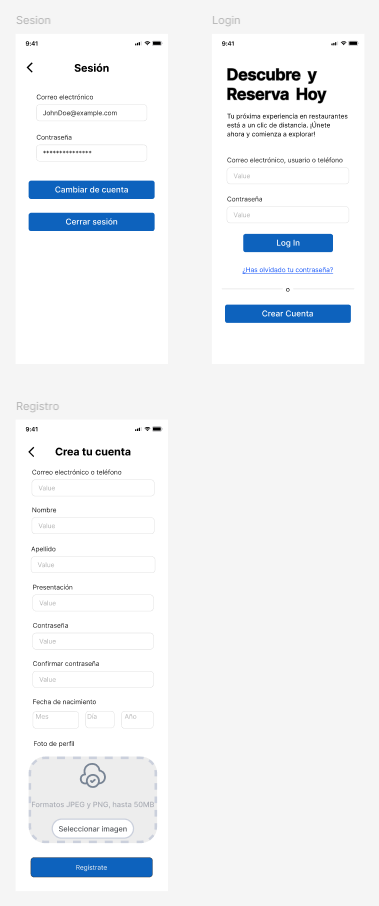 Sesion
9:41
Sesión
Correo electrónico
JohnDoe@example.com
Contraseña
***************
Cambiar de cuenta
Cerrar sesión
Login
9:41
Descubre y
Reserva Hoy
Tu próxima experiencia en restaurantes
está a un clic de distancia. ¡Únete
ahora y comienza a explorar!
Correo electrónico, usuario o teléfono
Value
Contraseña
Value
Log In
¿Has olvidado tu contraseña?
o
Crear Cuenta
Registro
9:41
Crea tu cuenta
Correo electrónico o teléfono
Value
Nombre
Value
Apellido
Value
Presentación
Value
Contraseña
Value
Confirmar contraseña
Value
Fecha de nacimiento
Mes Día Año
Foto de perfil
Formatos JPEG y PNG, hasta 50MB
Seleccionar imagen
Regístrate